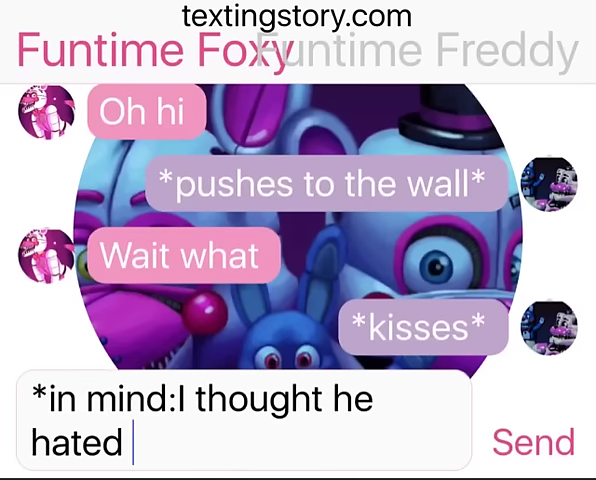 textingstory.com
Funtime Foxy Funtime Freddy
Oh hi
*pushes to the wall*
Wait what
*kisses*
*in mind:I thought he
hated
Send